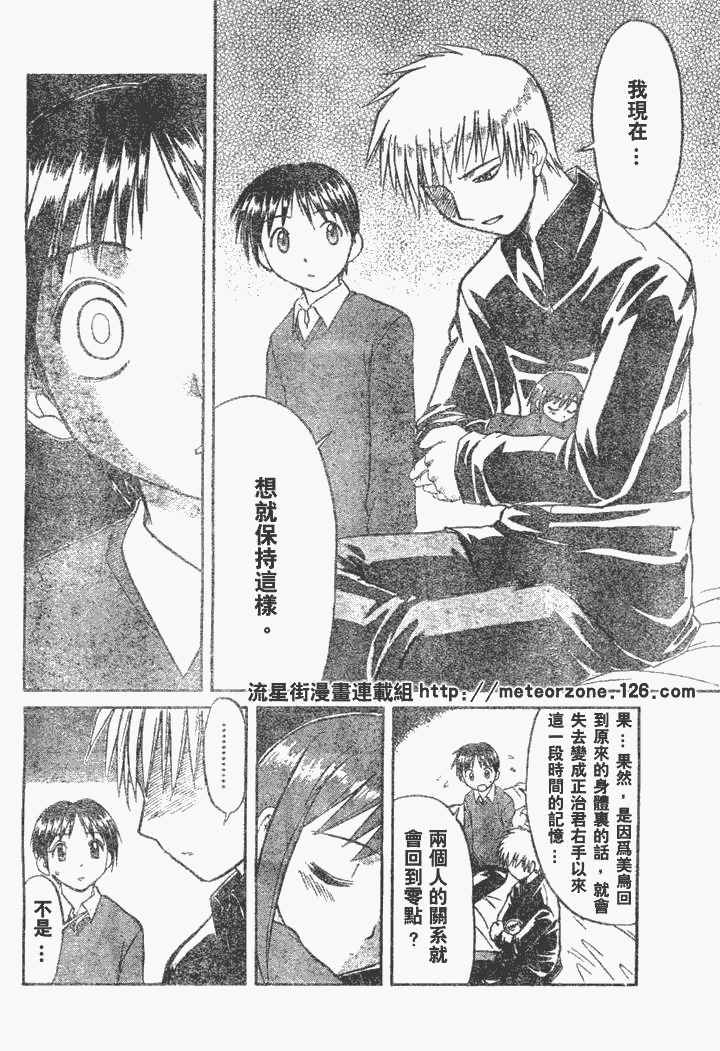 我現在…
想就保持這樣。
流星街漫畫連載組 http://meteorzone.126.com
果…果然，是因爲美鳥回
到原來的身體裏的話，就會
失去變成正治君右手以來
這一段時間的記憶…
兩個人的關系就
會回到零點？
………
不是…